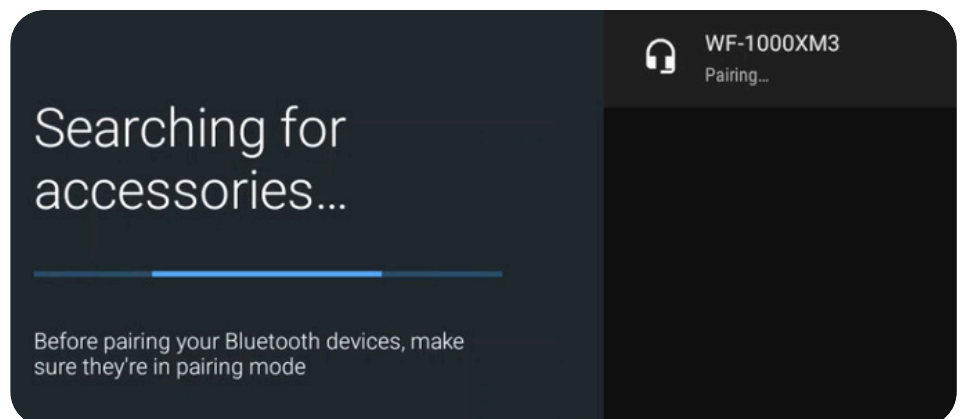 Searching for
accessories...
Before pairing your Bluetooth devices, make
sure they're in pairing mode
WF-1000XM3
Pairing...